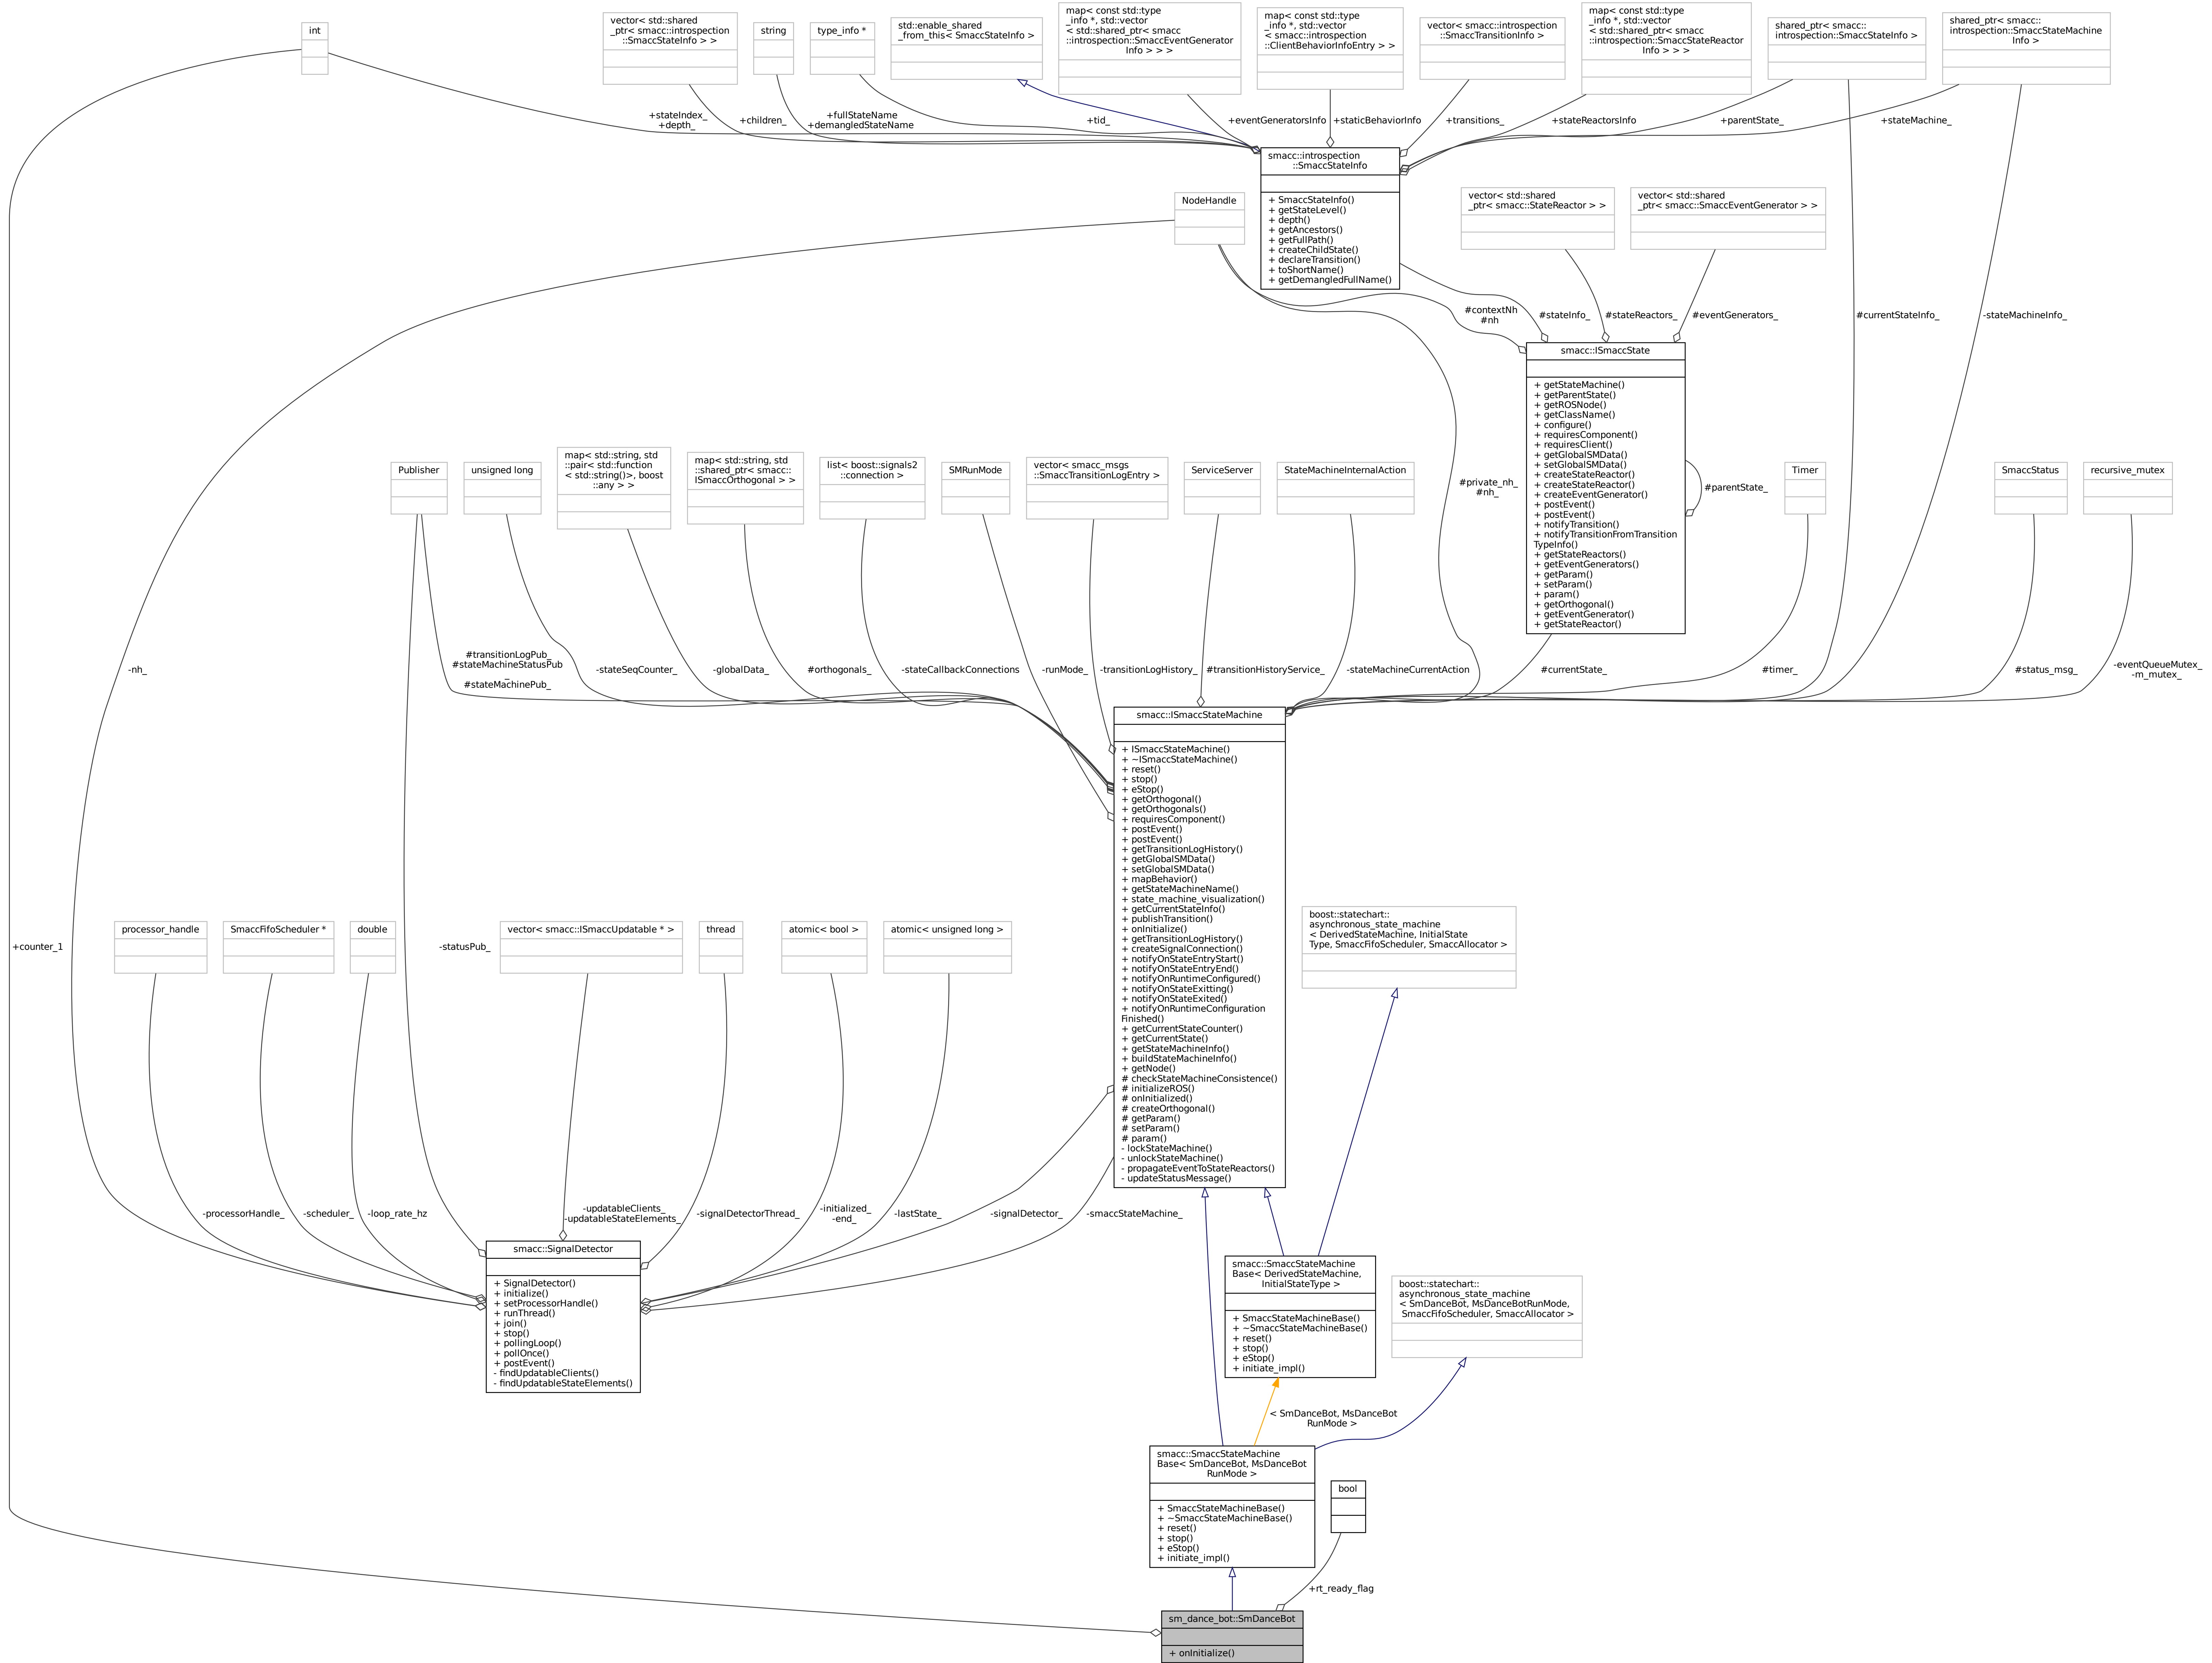 int
vector< std::shared
_ptr< smacc::introspection
::SmaccStateInfo > >
string
type_info *
std::enable_shared
_from_this< SmaccStateInfo >
map< const std::type
_info *, std::vector
< std::shared_ptr< smacc
::introspection::SmaccEventGenerator
Info > > >
map< const std::type
_info *, std::vector
< smacc::introspection
::ClientBehaviorInfoEntry > >
vector< smacc::introspection
::SmaccTransitionInfo >
map< const std::type
_info *, std::vector
< std::shared_ptr< smacc
::introspection::SmaccStateReactor
Info > > >
shared_ptr< smacc::
introspection::SmaccStateInfo >
shared_ptr< smacc::
introspection::SmaccStateMachine
Info >
+stateIndex_
+depth_
+children_
+fullStateName
+demangledStateName
+tid_
+eventGeneratorsInfo
+staticBehaviorInfo
+transitions_
+stateReactorsInfo
+parentState_
+stateMachine_
smacc::introspection
::SmaccStateInfo
+ SmaccStateInfo()
+ getStateLevel()
+ depth()
+ getAncestors()
+ getFullPath()
+ createChildState()
+ declareTransition()
+ toShortName()
+ getDemangledFullName()
NodeHandle
vector< std::shared
_ptr< smacc::StateReactor > >
vector< std::shared
_ptr< smacc::SmaccEventGenerator > >
#contextNh
#nh
#stateInfo_
#stateReactors_
#eventGenerators_
#currentStateInfo_
-stateMachineInfo_
smacc::ISmaccState
+ getStateMachine()
+ getParentState()
+ getROSNode()
+ getClassName()
+ configure()
+ requiresComponent()
+ requiresClient()
+ getGlobalSMData()
+ setGlobalSMData()
+ createStateReactor()
+ createStateReactor()
+ createEventGenerator()
+ postEvent()
+ postEvent()
+ notifyTransition()
+ notifyTransitionFromTransition
TypeInfo()
+ getStateReactors()
+ getEventGenerators()
+ getParam()
+ setParam()
+ param()
+ getOrthogonal()
+ getEventGenerator()
+ getStateReactor()
#parentState_
Publisher
unsigned long
map< std::string, std
::pair< std::function
< std::string()>, boost
::any > >
map< std::string, std
::shared_ptr< smacc::
ISmaccOrthogonal > >
list< boost::signals2
::connection >
SMRunMode
vector< smacc_msgs
::SmaccTransitionLogEntry >
ServiceServer
StateMachineInternalAction
#private_nh_
#nh_
Timer
SmaccStatus
recursive_mutex
-nh_
#transitionLogPub_
#stateMachineStatusPub
_
#stateMachinePub_
-stateSeqCounter_
-globalData_
#orthogonals_
-stateCallbackConnections
-runMode_
-transitionLogHistory_
#transitionHistoryService_
-stateMachineCurrentAction
#currentState_
#timer_
#status_msg_
-eventQueueMutex_
-m_mutex_
smacc::ISmaccStateMachine
+ ISmaccStateMachine()
+ ~ISmaccStateMachine()
+ reset()
+ stop()
+ eStop()
+ getOrthogonal()
+ getOrthogonals()
+ requiresComponent()
+ postEvent()
+ postEvent()
+ getTransitionLogHistory()
+ getGlobalSMData()
+ setGlobalSMData()
+ mapBehavior()
+ getStateMachineName()
+ state_machine_visualization()
+ getCurrentStateInfo()
+ publishTransition()
+ onInitialize()
+ getTransitionLogHistory()
+ createSignalConnection()
+ notifyOnStateEntryStart()
+ notifyOnStateEntryEnd()
+ notifyOnRuntimeConfigured()
+ notifyOnStateExitting()
+ notifyOnStateExited()
+ notifyOnRuntimeConfiguration
Finished()
+ getCurrentStateCounter()
+ getCurrentState()
+ getStateMachineInfo()
+ buildStateMachineInfo()
+ getNode()
# checkStateMachineConsistence()
# initializeROS()
# onInitialized()
# createOrthogonal()
# getParam()
# setParam()
# param()
- lockStateMachine()
- unlockStateMachine()
- propagateEventToStateReactors()
- updateStatusMessage()
+counter_1
processor_handle
SmaccFifoScheduler *
double
-statusPub_
vector< smacc::ISmaccUpdatable * >
thread
atomic< bool >
atomic< unsigned long >
boost::statechart::
asynchronous_state_machine
< DerivedStateMachine, InitialState
Type, SmaccFifoScheduler, SmaccAllocator >
-processorHandle_
-scheduler_
-loop_rate_hz
-updatableClients_
-updatableStateElements_
-signalDetectorThread_
-initialized_
-end_
-lastState_
-signalDetector_
-smaccStateMachine_
smacc::SignalDetector
+ SignalDetector()
+ initialize()
+ setProcessorHandle()
+ runThread()
+ join()
+ stop()
+ pollingLoop()
+ pollOnce()
+ postEvent()
- findUpdatableClients()
- findUpdatableStateElements()
smacc::SmaccStateMachine
Base< DerivedStateMachine,
InitialStateType >
+ SmaccStateMachineBase()
+ ~SmaccStateMachineBase()
+ reset()
+ stop()
+ eStop()
+ initiate_impl()
boost::statechart::
asynchronous_state_machine
< SmDanceBot, MsDanceBotRunMode,
SmaccFifoScheduler, SmaccAllocator >
< SmDanceBot, MsDanceBot
RunMode >
smacc::SmaccStateMachine
Base< SmDanceBot, MsDanceBot
RunMode >
+ SmaccStateMachineBase()
+ ~SmaccStateMachineBase()
+ reset()
+ stop()
+ eStop()
+ initiate_impl()
bool
+rt_ready_flag
sm_dance_bot::SmDanceBot
+ onInitialize()